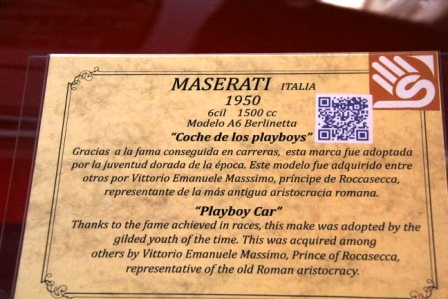 MASERATI ITALIA
1950
6cil 1500 cc
Modelo A6 Berlinetta
"Coche de los playboys"
Gracias a la fama conseguida en carreras, esta marca fue adoptada
por la juventud dorada de la época. Este modelo fue adquirido entre
otros por Vittorio Emanuele Masssimo, príncipe de Roccasecca,
representante de la más antigua aristocracia romana.
"Playboy Car"
Thanks to the fame achieved in races, this make was adopted by the
gilded youth of the time. This was acquired among
others by Vittorio Emanuele Massimo, Prince of Rocasecca,
representative of the old Roman aristocracy.